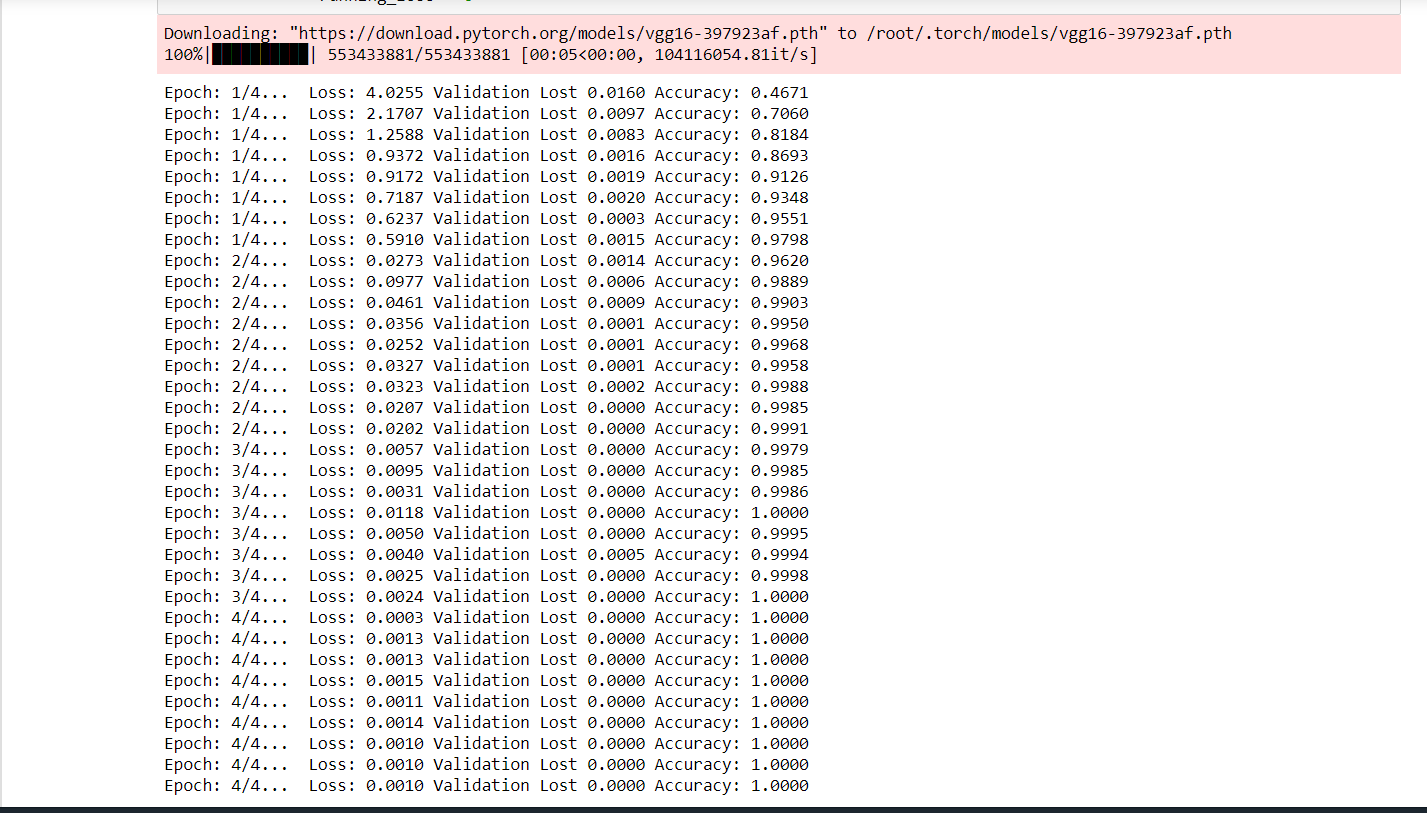 Downloading: "https://download.pytorch.org/models/vgg16-397923af.pth" to /root/.torch/models/vgg16-397923af.pth
100%|██████████| 553433881/553433881 [00:05<00:00, 104116054.81it/s]
Epoch: 1/4... Loss: 4.0255 Validation Lost 0.0160 Accuracy: 0.4671
Epoch: 1/4... Loss: 2.1707 Validation Lost 0.0097 Accuracy: 0.7060
Epoch: 1/4... Loss: 1.2588 Validation Lost 0.0083 Accuracy: 0.8184
Epoch: 1/4... Loss: 0.9372 Validation Lost 0.0016 Accuracy: 0.8693
Epoch: 1/4... Loss: 0.9172 Validation Lost 0.0019 Accuracy: 0.9126
Epoch: 1/4... Loss: 0.7187 Validation Lost 0.0020 Accuracy: 0.9348
Epoch: 1/4... Loss: 0.6237 Validation Lost 0.0003 Accuracy: 0.9551
Epoch: 1/4... Loss: 0.5910 Validation Lost 0.0015 Accuracy: 0.9798
Epoch: 2/4... Loss: 0.0273 Validation Lost 0.0014 Accuracy: 0.9620
Epoch: 2/4... Loss: 0.0977 Validation Lost 0.0006 Accuracy: 0.9889
Epoch: 2/4... Loss: 0.0461 Validation Lost 0.0009 Accuracy: 0.9903
Epoch: 2/4... Loss: 0.0356 Validation Lost 0.0001 Accuracy: 0.9950
Epoch: 2/4... Loss: 0.0252 Validation Lost 0.0001 Accuracy: 0.9968
Epoch: 2/4... Loss: 0.0327 Validation Lost 0.0001 Accuracy: 0.9958
Epoch: 2/4... Loss: 0.0323 Validation Lost 0.0002 Accuracy: 0.9988
Epoch: 2/4... Loss: 0.0207 Validation Lost 0.0000 Accuracy: 0.9985
Epoch: 2/4... Loss: 0.0202 Validation Lost 0.0000 Accuracy: 0.9991
Epoch: 3/4... Loss: 0.0057 Validation Lost 0.0000 Accuracy: 0.9979
Epoch: 3/4... Loss: 0.0095 Validation Lost 0.0000 Accuracy: 0.9985
Epoch: 3/4... Loss: 0.0031 Validation Lost 0.0000 Accuracy: 0.9986
Epoch: 3/4... Loss: 0.0118 Validation Lost 0.0000 Accuracy: 1.0000
Epoch: 3/4... Loss: 0.0050 Validation Lost 0.0000 Accuracy: 0.9995
Epoch: 3/4... Loss: 0.0040 Validation Lost 0.0005 Accuracy: 0.9994
Epoch: 3/4... Loss: 0.0025 Validation Lost 0.0000 Accuracy: 0.9998
Epoch: 3/4... Loss: 0.0024 Validation Lost 0.0000 Accuracy: 1.0000
Epoch: 4/4... Loss: 0.0003 Validation Lost 0.0000 Accuracy: 1.0000
Epoch: 4/4... Loss: 0.0013 Validation Lost 0.0000 Accuracy: 1.0000
Epoch: 4/4... Loss: 0.0013 Validation Lost 0.0000 Accuracy: 1.0000
Epoch: 4/4... Loss: 0.0015 Validation Lost 0.0000 Accuracy: 1.0000
Epoch: 4/4... Loss: 0.0011 Validation Lost 0.0000 Accuracy: 1.0000
Epoch: 4/4... Loss: 0.0014 Validation Lost 0.0000 Accuracy: 1.0000
Epoch: 4/4... Loss: 0.0010 Validation Lost 0.0000 Accuracy: 1.0000
Epoch: 4/4... Loss: 0.0010 Validation Lost 0.0000 Accuracy: 1.0000
Epoch: 4/4... Loss: 0.0010 Validation Lost 0.0000 Accuracy: 1.0000